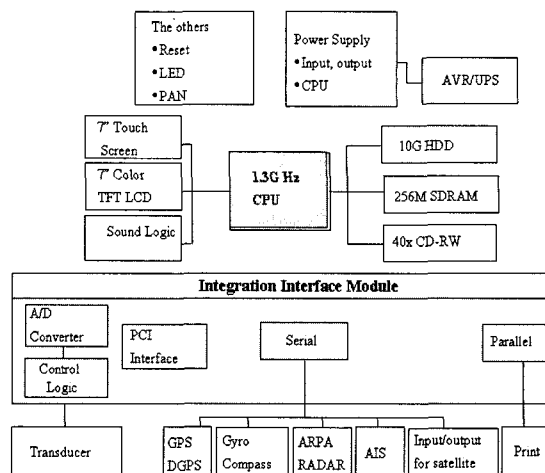 The others
•Reset
•LED
•PAN
Power Supply
•Input, output
•CPU
AVR/UPS
7" Touch
Screen
7" Color
TFT LCD
Sound Logic
1.3G Hz
CPU
10G HDD
256M SDRAM
40x CD-RW
Integration Interface Module
A/D
Converter
Control
Logic
PCI
Interface
Serial
Parallel
Transducer
GPS
DGPS
Gyro
Compass
ARPA
RADAR
AIS
Input/output
for satellite
Print